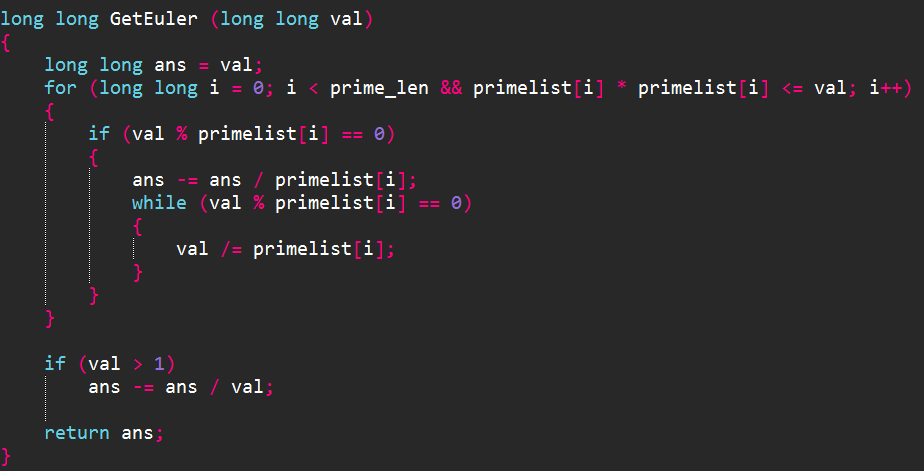 long long GetEuler (long long val)
{
    long long ans = val;
    for (long long i = 0; i < prime_len && primelist[i] * primelist[i] <= val; i++)
    {
        if (val % primelist[i] == 0)
        {
            ans -= ans / primelist[i];
            while (val % primelist[i] == 0)
            {
                val /= primelist[i];
            }
        }
    }

    if (val > 1)
        ans -= ans / val;

    return ans;
}